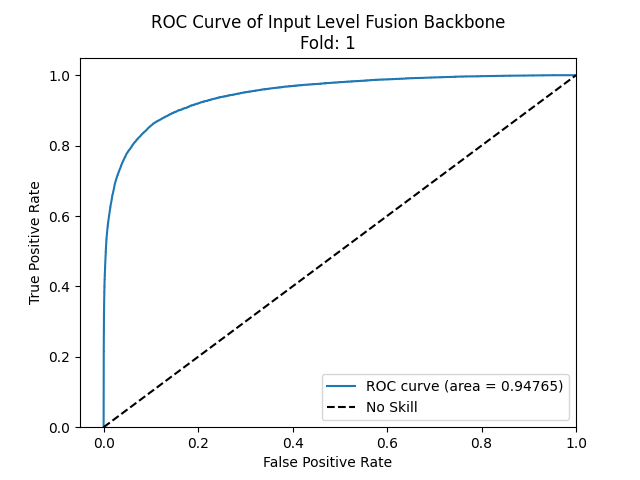 ROC Curve of Input Level Fusion Backbone
Fold: 1
1.0
0.8
0.6
0.4
0.2
0.0
True Positive Rate
ROC curve (area = 0.94765)
No Skill
0.0 0.2 0.4 0.6 0.8 1.0
False Positive Rate